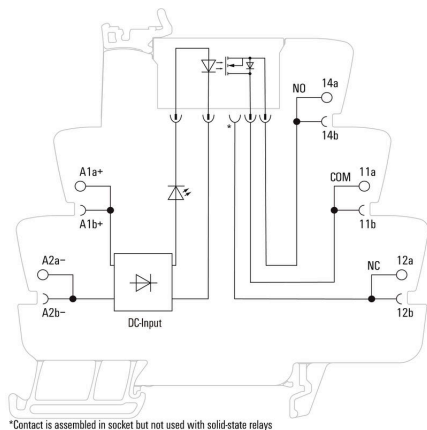 NO
14a
14b
*
A1a+
COM
11a
A1b+
11b
A2a−
NC
12a
A2b−
12b
DC-Input
*Contact is assembled in socket but not used with solid-state relays